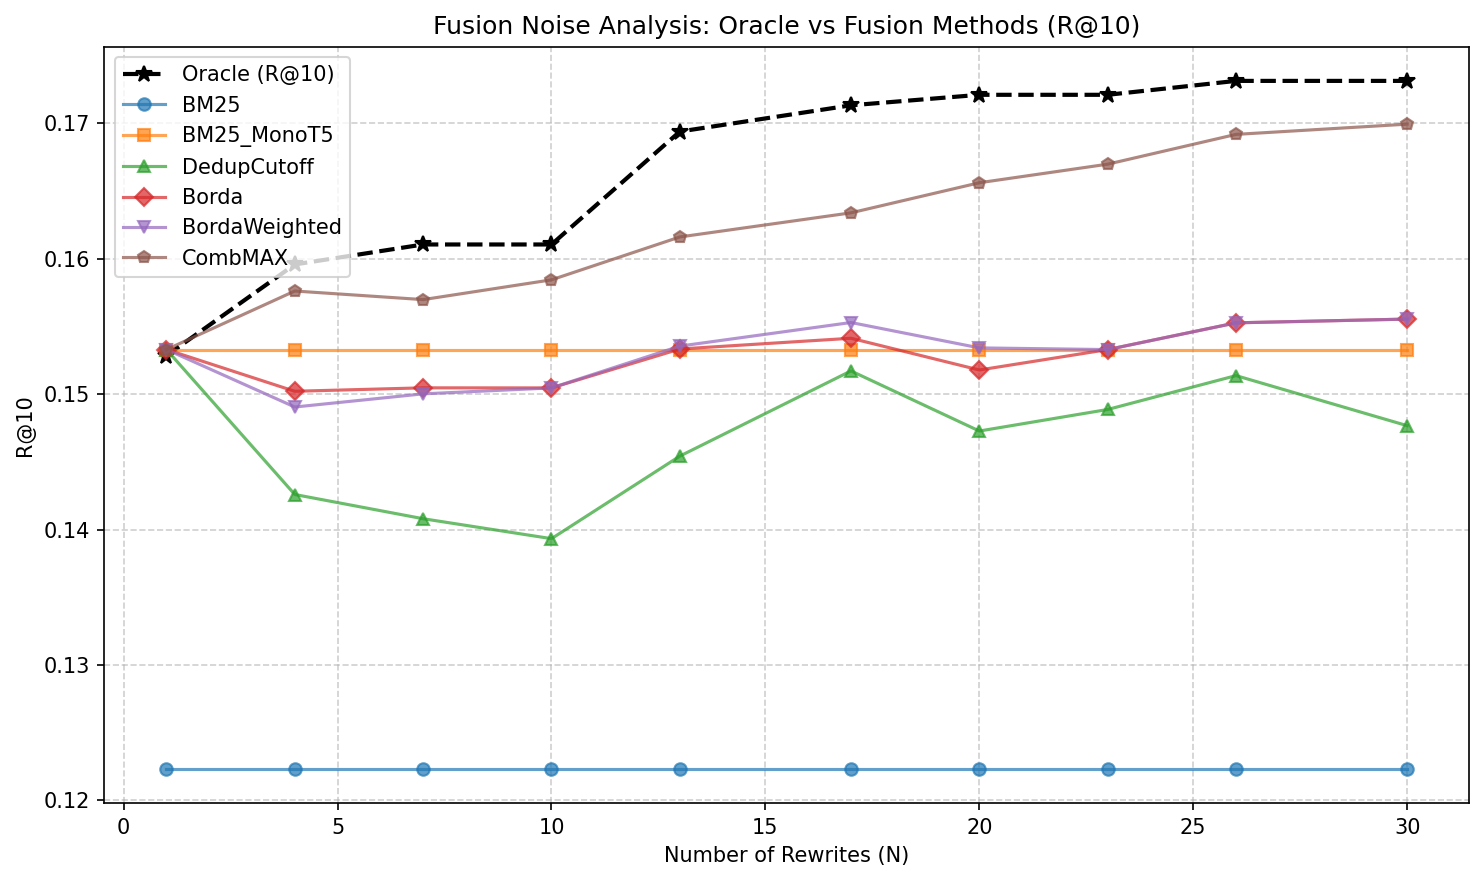 Fusion Noise Analysis: Oracle vs Fusion Methods (R@10)
Oracle (R@10)
BM25
BM25_MonoT5
DedupCutoff
Borda
BordaWeighted
CombMAX
R@10
0.17
0.16
0.15
0.14
0.13
0.12
0 5 10 15 20 25 30
Number of Rewrites (N)